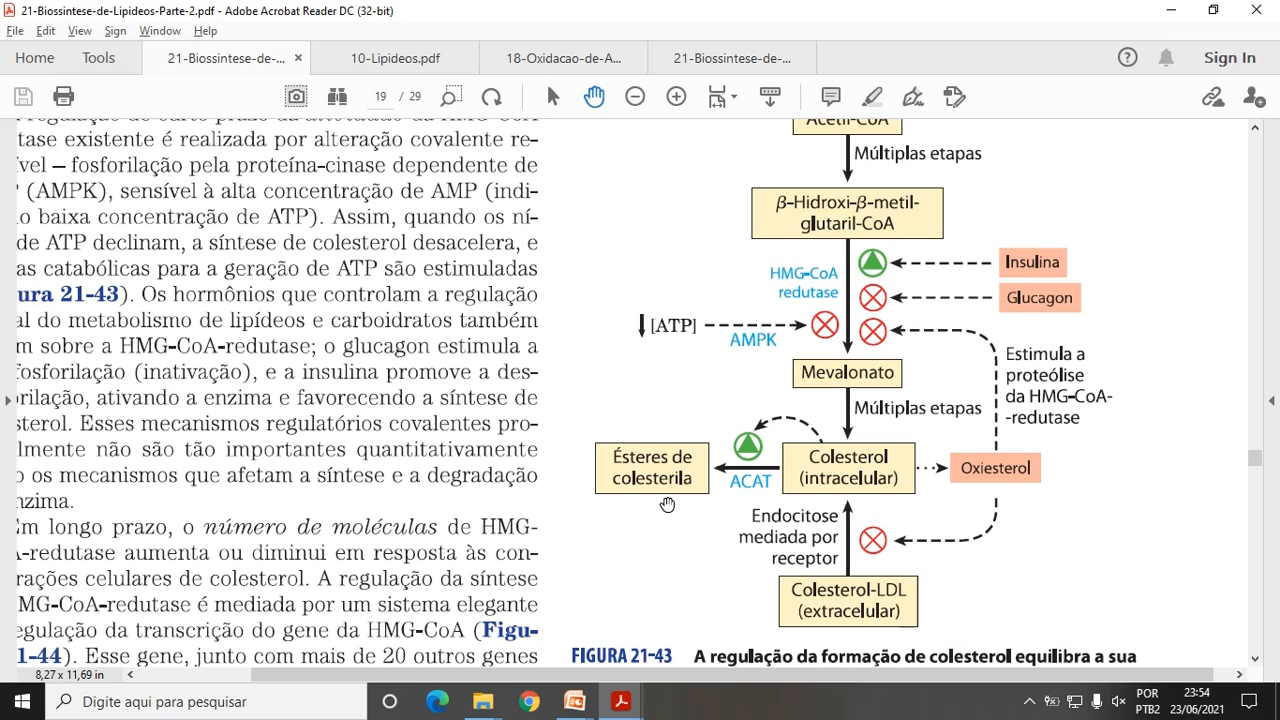 21-Biossintese-de-Lipideos-Parte-2.pdf - Adobe Acrobat Reader DC (32-bit)
File Edit View Sign Window Help
Home Tools 21-Biossintese-de-... 10-Lipideos.pdf 18-Oxidacao-de-A... 21-Biossintese-de-... Sign In
19 / 29
tase existente é realizada por alteração covalente re-
vel – fosforilação pela proteína-cinase dependente de
(AMPK), sensível à alta concentração de AMP (indi-
o baixa concentração de ATP). Assim, quando os ní-
de ATP declinam, a síntese de colesterol desacelera, e
as catabólicas para a geração de ATP são estimuladas
ura 21-43). Os hormônios que controlam a regulação
al do metabolismo de lipídeos e carboidratos também
m sobre a HMG-CoA-redutase; o glucagon estimula a
fosforilação (inativação), e a insulina promove a des-
rilação, ativando a enzima e favorecendo a síntese de
sterol. Esses mecanismos regulatórios covalentes pro-
lmente não são tão importantes quantitativamente
o os mecanismos que afetam a síntese e a degradação
nzima.
Em longo prazo, o número de moléculas de HMG-
A-redutase aumenta ou diminui em resposta às con-
rações celulares de colesterol. A regulação da síntese
MG-CoA-redutase é mediada por um sistema elegante
egulação da transcrição do gene da HMG-CoA (Figu-
1-44). Esse gene, junto com mais de 20 outros genes
Acetil-CoA
Múltiplas etapas
β-Hidroxi-β-metil-
glutaril-CoA
HMG-CoA
redutase
Insulina
Glucagon
[ATP]
AMPK
Estimula a
proteólise
da HMG-CoA-
-redutase
Mevalonato
Múltiplas etapas
Ésteres de
colesterila
ACAT
Colesterol
(intracelular)
Oxiesterol
Endocitose
mediada por
receptor
Colesterol-LDL
(extracelular)
FIGURA 21-43 A regulação da formação de colesterol equilibra a sua
8,27 x 11,69 in
Digite aqui para pesquisar
POR
PTB2
23:54
23/06/2021